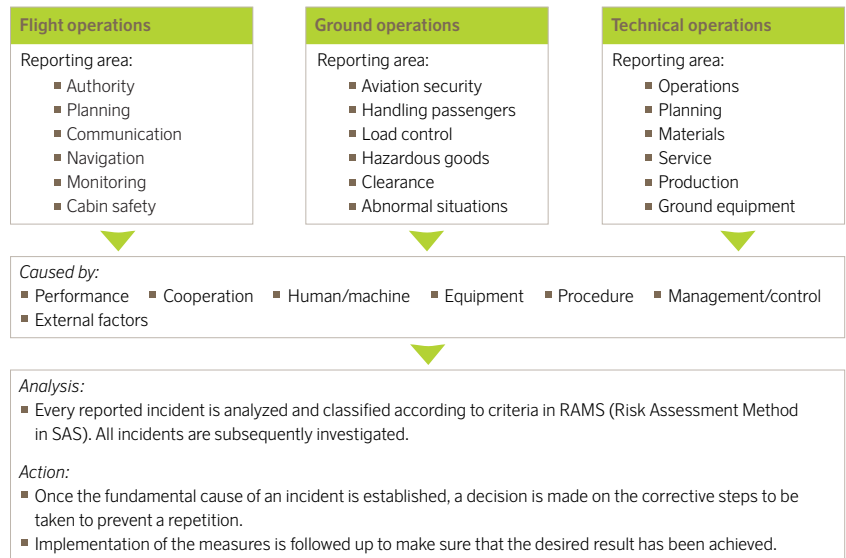 Flight operations
Reporting area:
■ Authority
■ Planning
■ Communication
■ Navigation
■ Monitoring
■ Cabin safety
Ground operations
Reporting area:
■ Aviation security
■ Handling passengers
■ Load control
■ Hazardous goods
■ Clearance
■ Abnormal situations
Technical operations
Reporting area:
■ Operations
■ Planning
■ Materials
■ Service
■ Production
■ Ground equipment
Caused by:
■ Performance ■ Cooperation ■ Human/machine ■ Equipment ■ Procedure ■ Management/control
■ External factors
Analysis:
■ Every reported incident is analyzed and classified according to criteria in RAMS (Risk Assessment Method
in SAS). All incidents are subsequently investigated.
Action:
■ Once the fundamental cause of an incident is established, a decision is made on the corrective steps to be
taken to prevent a repetition.
■ Implementation of the measures is followed up to make sure that the desired result has been achieved.